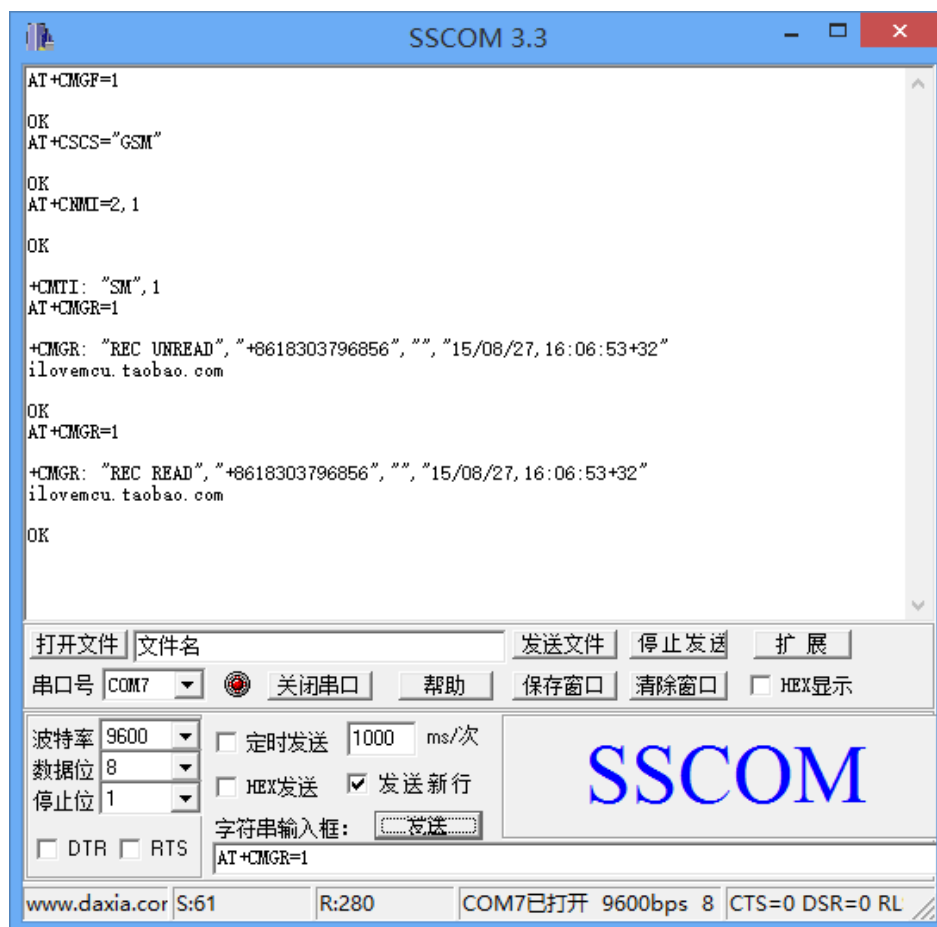 SSCOM 3.3
AT+CMGF=1
OK
AT+CSCS="GSM"
OK
AT+CNMI=2,1
OK
+CMTI: "SM",1
AT+CMGR=1
+CMGR: "REC UNREAD","+8618303796856","","15/08/27,16:06:53+32"
ilovemcu.taobao.com
OK
AT+CMGR=1
+CMGR: "REC READ","+8618303796856","","15/08/27,16:06:53+32"
ilovemcu.taobao.com
OK
打开文件 文件名 发送文件 停止发送 扩展
串口号 COM7 关闭串口 帮助 保存窗口 清除窗口 HEX显示
波特率 9600 定时发送 1000 ms/次
数据位 8 HEX发送 发送新行
停止位 1
SSCOM
字符串输入框: 发送
DTR RTS AT+CMGR=1
www.daxia.cor S:61 R:280 COM7已打开 9600bps 8 CTS=0 DSR=0 RL